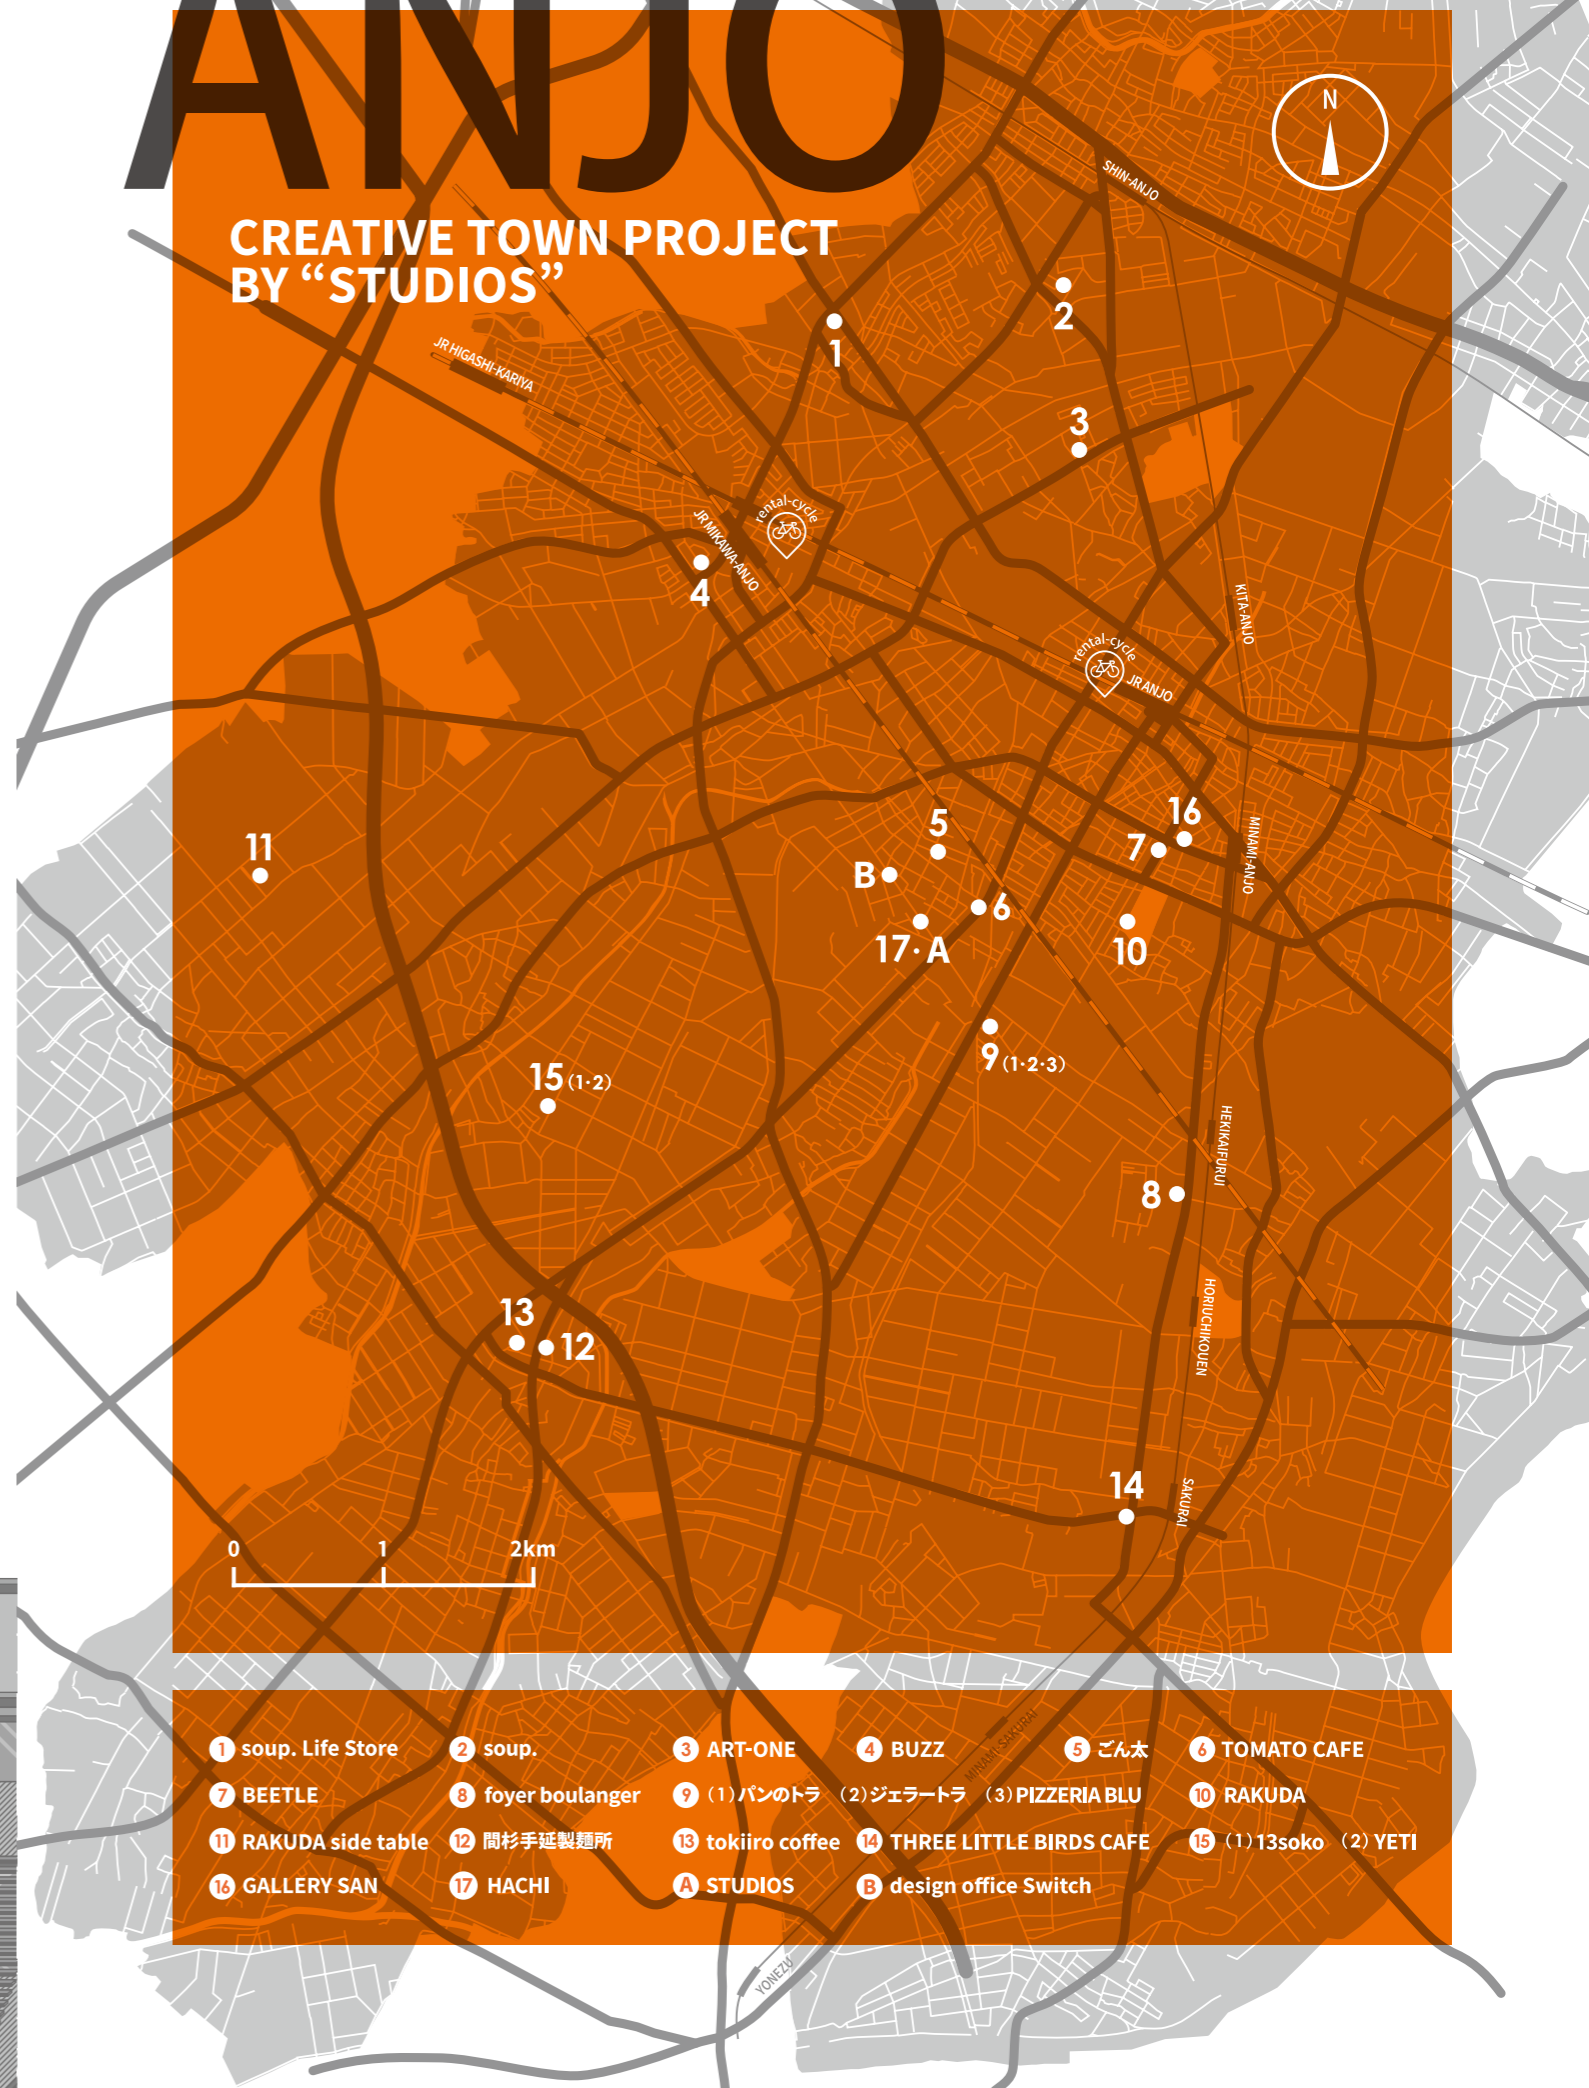 ANJO
CREATIVE TOWN PROJECT
BY “STUDIOS”
N
SHIN-ANJO
2
1
JR HIGASHI-KARIYA
3
rental-cycle
JR MIKAWA-ANJO
4
KITA-ANJO
rental-cycle
JR ANJO
16
5
7
MINAMI-ANJO
11
B
6
17・A
10
9(1・2・3)
15(1・2)
HEKIKAIFURUI
8
HORIUCHIKOUEN
13
12
14
SAKURAI
0 1 2km
MINAMI SAKURAI
1 soup. Life Store 2 soup. 3 ART-ONE 4 BUZZ 5 ごん太 6 TOMATO CAFE
7 BEETLE 8 foyer boulanger 9 (1)パンのトラ (2)ジェラートラ (3)PIZZERIA BLU 10 RAKUDA
11 RAKUDA side table 12 間杉手延製麺所 13 tokiiro coffee 14 THREE LITTLE BIRDS CAFE 15 (1)13soko (2)YETI
16 GALLERY SAN 17 HACHI A STUDIOS B design office Switch
YONEZU